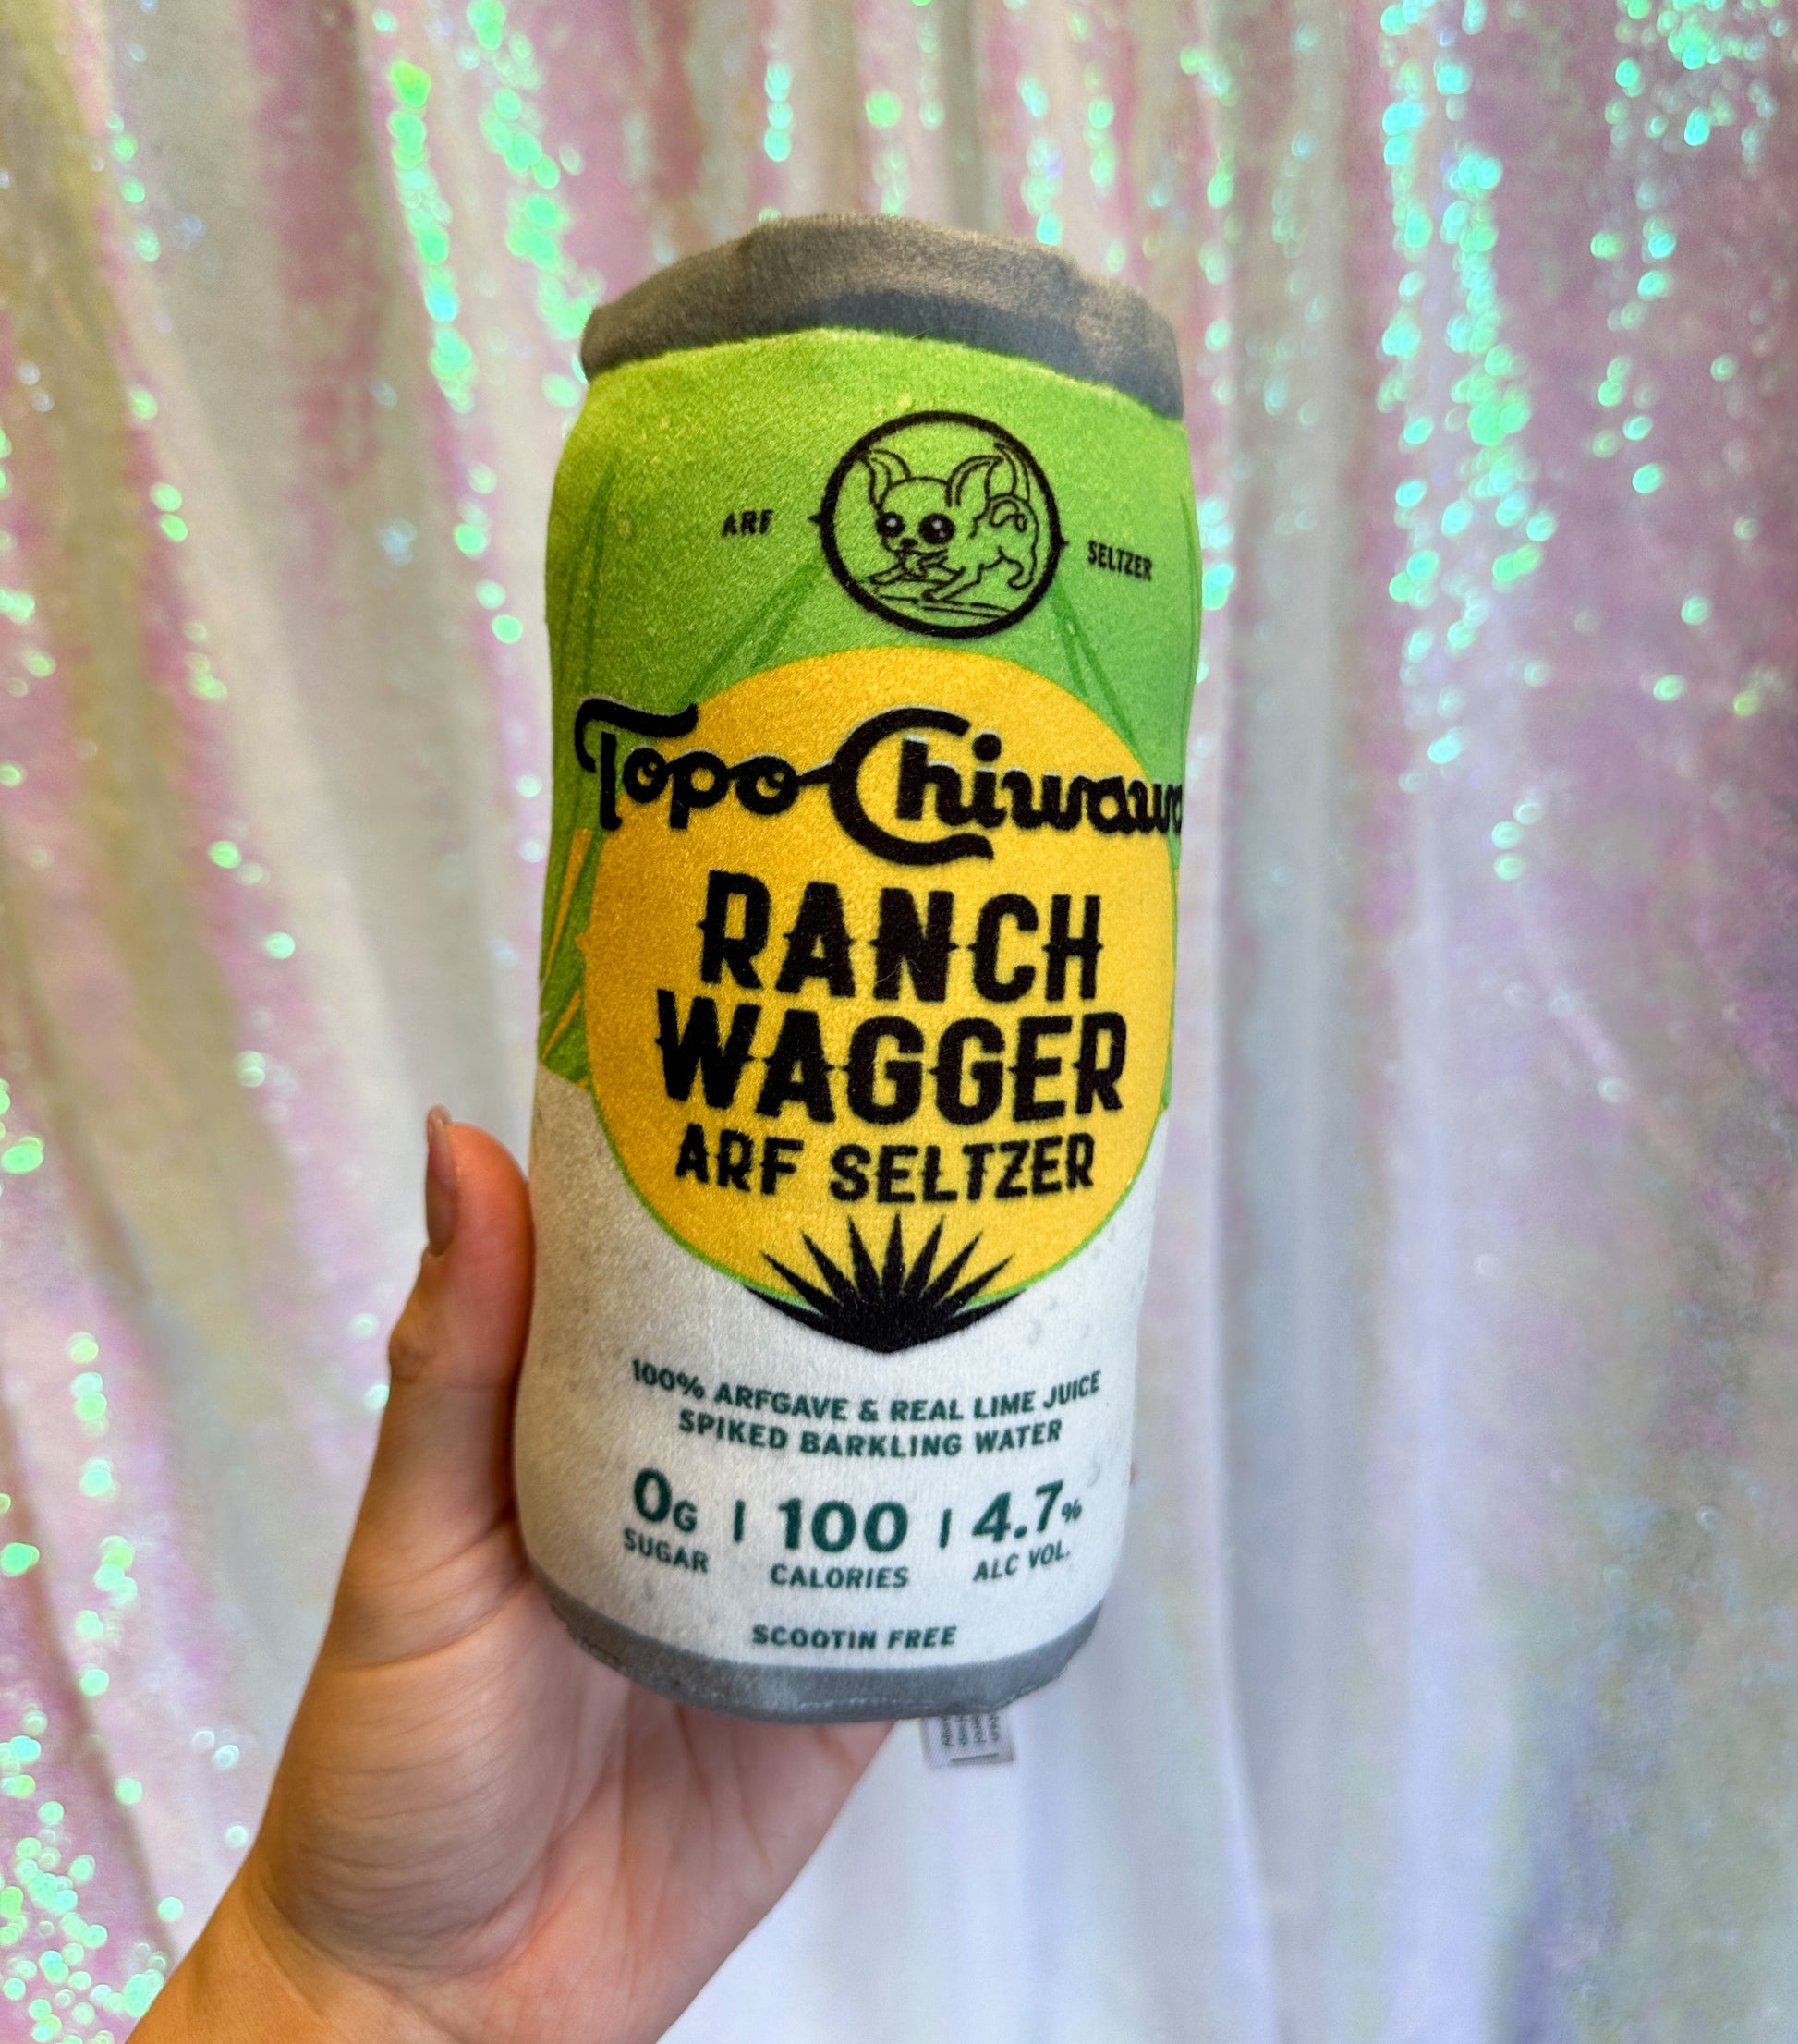 ARF SELTZER
Topo Chiwawa
RANCH
WAGGER
ARF SELTZER
100% ARFGAVE & REAL LIME JUICE
SPIKED BARKLING WATER
0G | 100 | 4.7%
SUGAR CALORIES ALC VOL.
SCOOTIN FREE